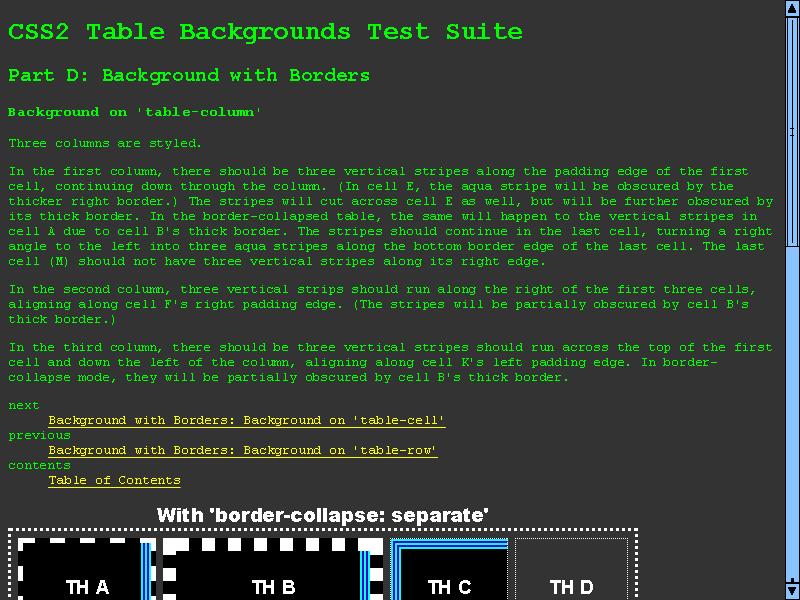 CSS2 Table Backgrounds Test Suite
Part D: Background with Borders
Background on 'table-column'
Three columns are styled.
In the first column, there should be three vertical stripes along the padding edge of the first
cell, continuing down through the column. (In cell E, the aqua stripe will be obscured by the
thicker right border.) The stripes will cut across cell E as well, but will be further obscured by
its thick border. In the border-collapsed table, the same will happen to the vertical stripes in
cell A due to cell B's thick border. The stripes should continue in the last cell, turning a right
angle to the left into three aqua stripes along the bottom border edge of the last cell. The last
cell (M) should not have three vertical stripes along its right edge.
In the second column, three vertical strips should run along the right of the first three cells,
aligning along cell F's right padding edge. (The stripes will be partially obscured by cell B's
thick border.)
In the third column, there should be three vertical stripes should run across the top of the first
cell and down the left of the column, aligning along cell K's left padding edge. In border-
collapse mode, they will be partially obscured by cell B's thick border.
next
Background with Borders: Background on 'table-cell'
previous
Background with Borders: Background on 'table-row'
contents
Table of Contents
With 'border-collapse: separate'
TH A TH B TH C TH D